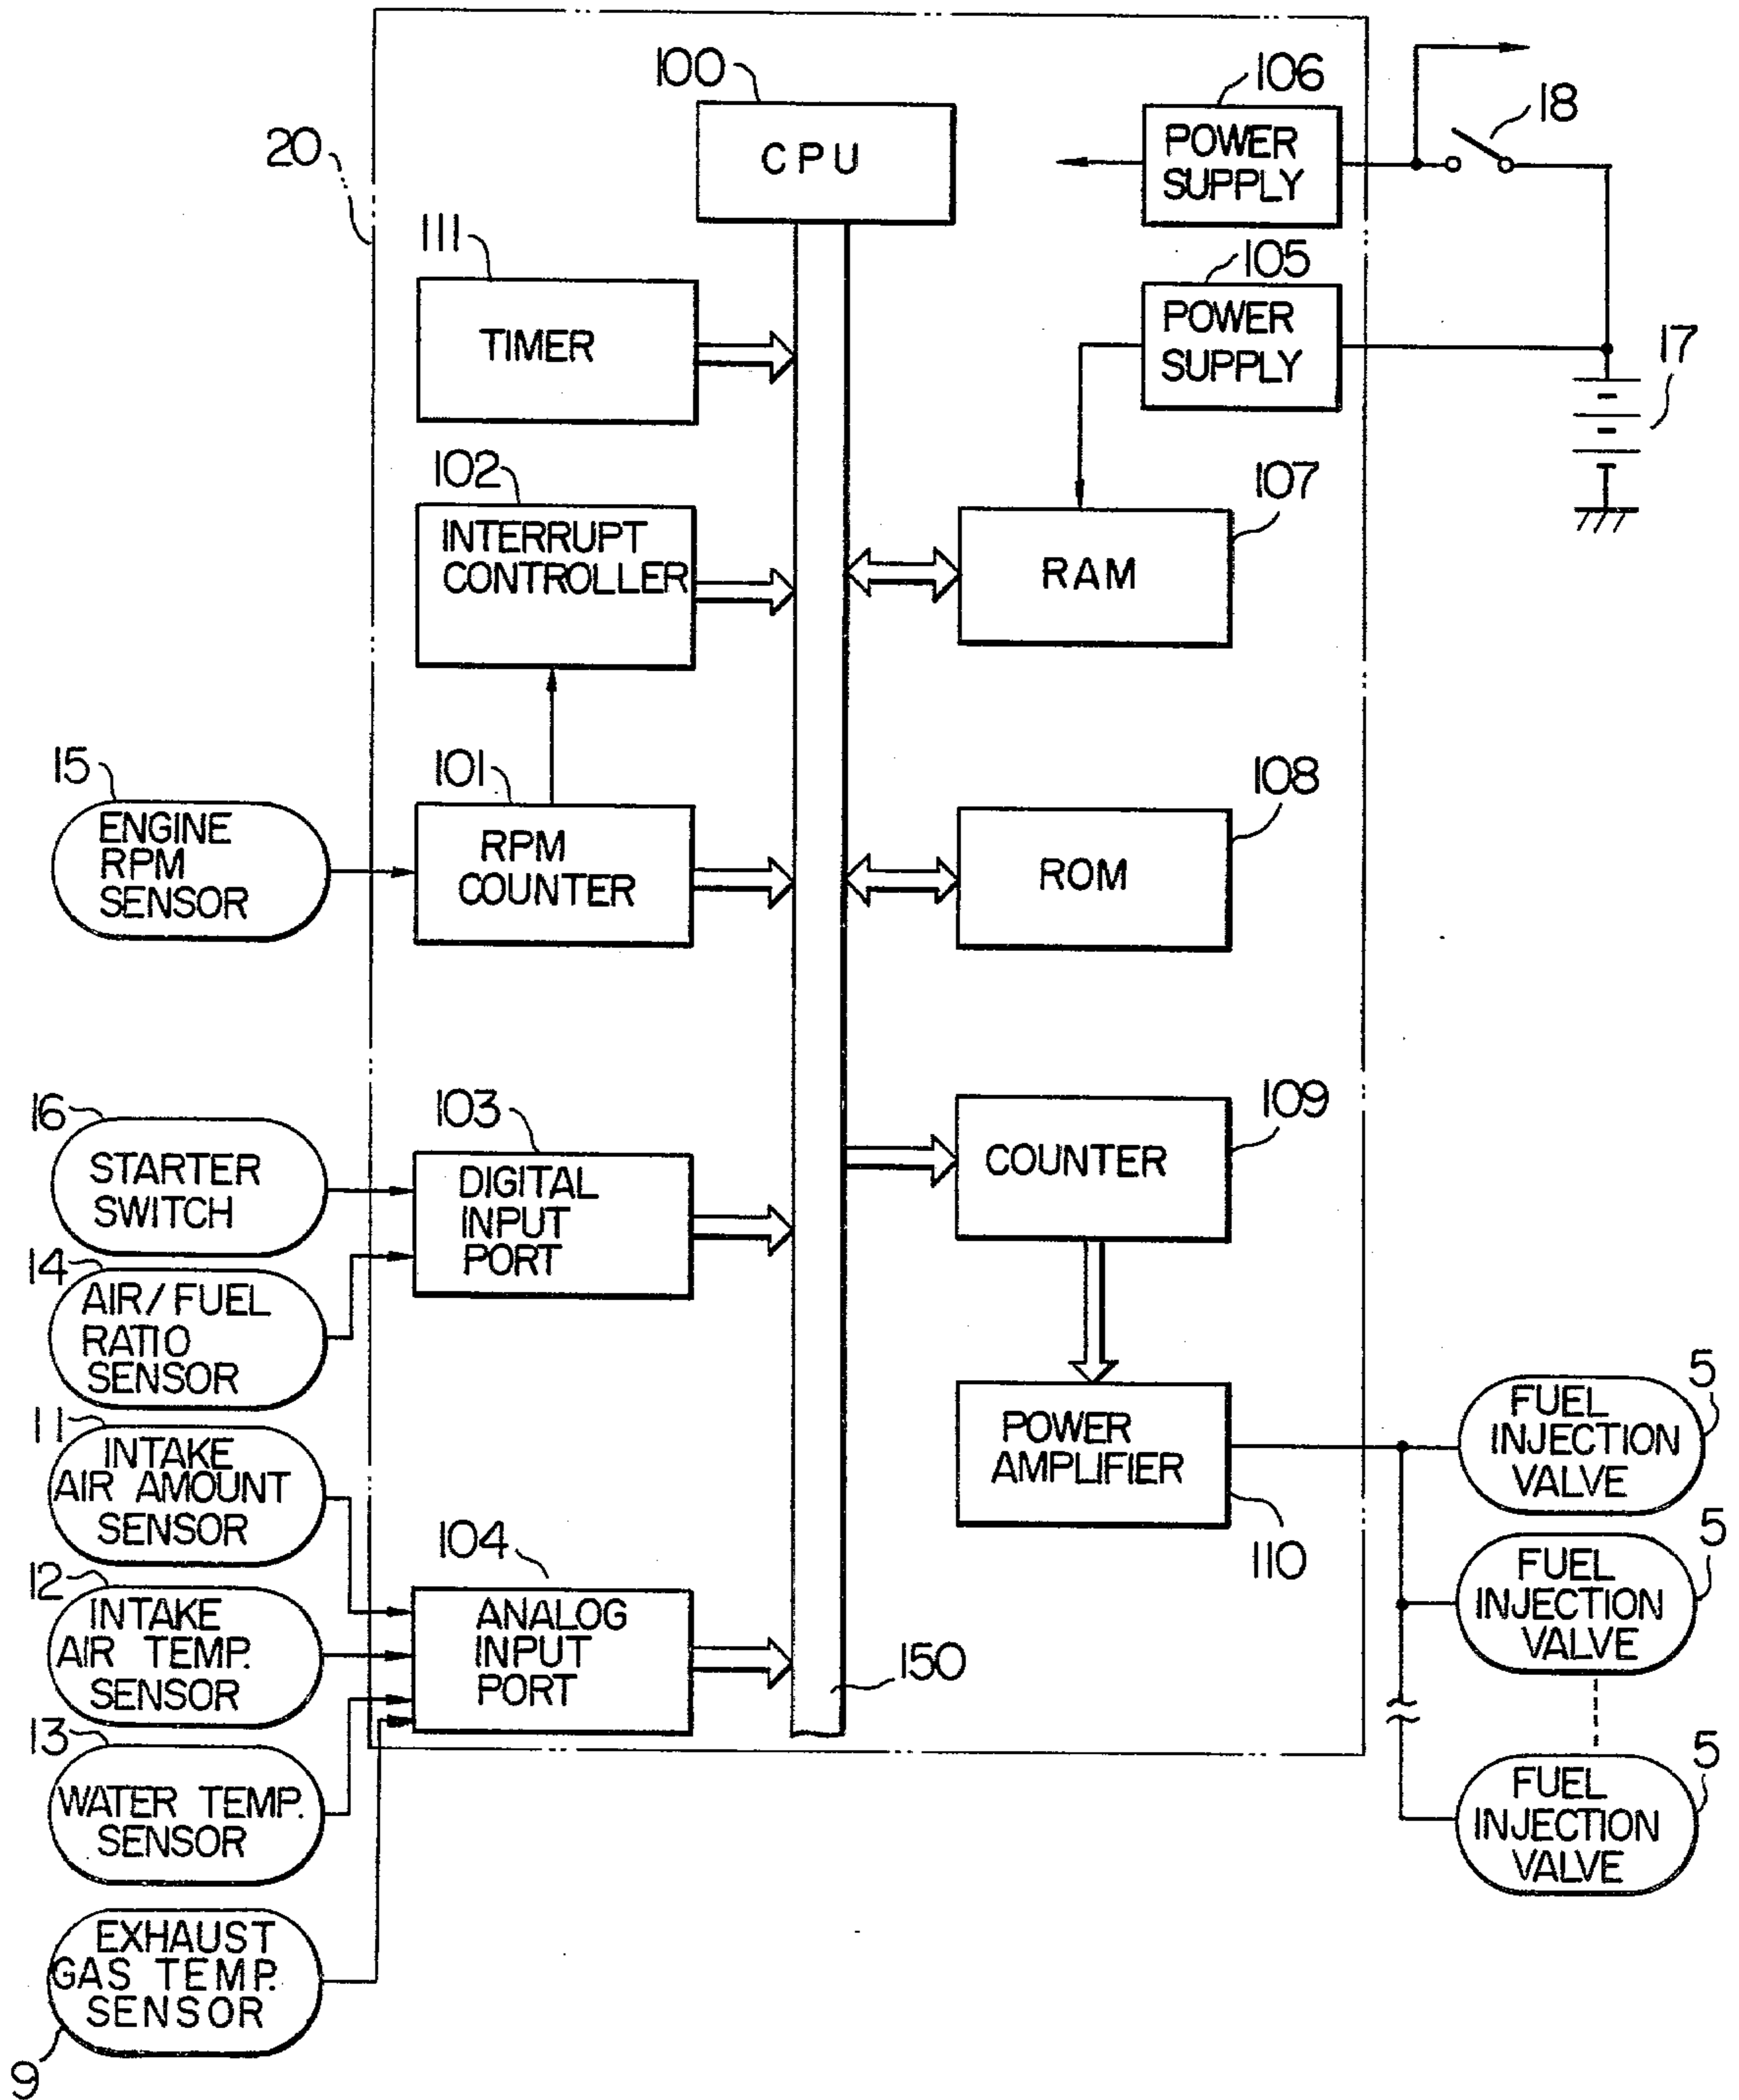 100
CPU
106
POWER
SUPPLY
18
20
111
TIMER
105
POWER
SUPPLY
17
102
INTERRUPT
CONTROLLER
107
RAM
15
ENGINE
RPM
SENSOR
101
RPM
COUNTER
108
ROM
16
STARTER
SWITCH
103
DIGITAL
INPUT
PORT
109
COUNTER
14
AIR/FUEL
RATIO
SENSOR
110
POWER
AMPLIFIER
5
FUEL
INJECTION
VALVE
11
INTAKE
AIR AMOUNT
SENSOR
5
FUEL
INJECTION
VALVE
12
INTAKE
AIR TEMP.
SENSOR
104
ANALOG
INPUT
PORT
150
13
WATER TEMP.
SENSOR
5
FUEL
INJECTION
VALVE
EXHAUST
GAS TEMP.
SENSOR
9